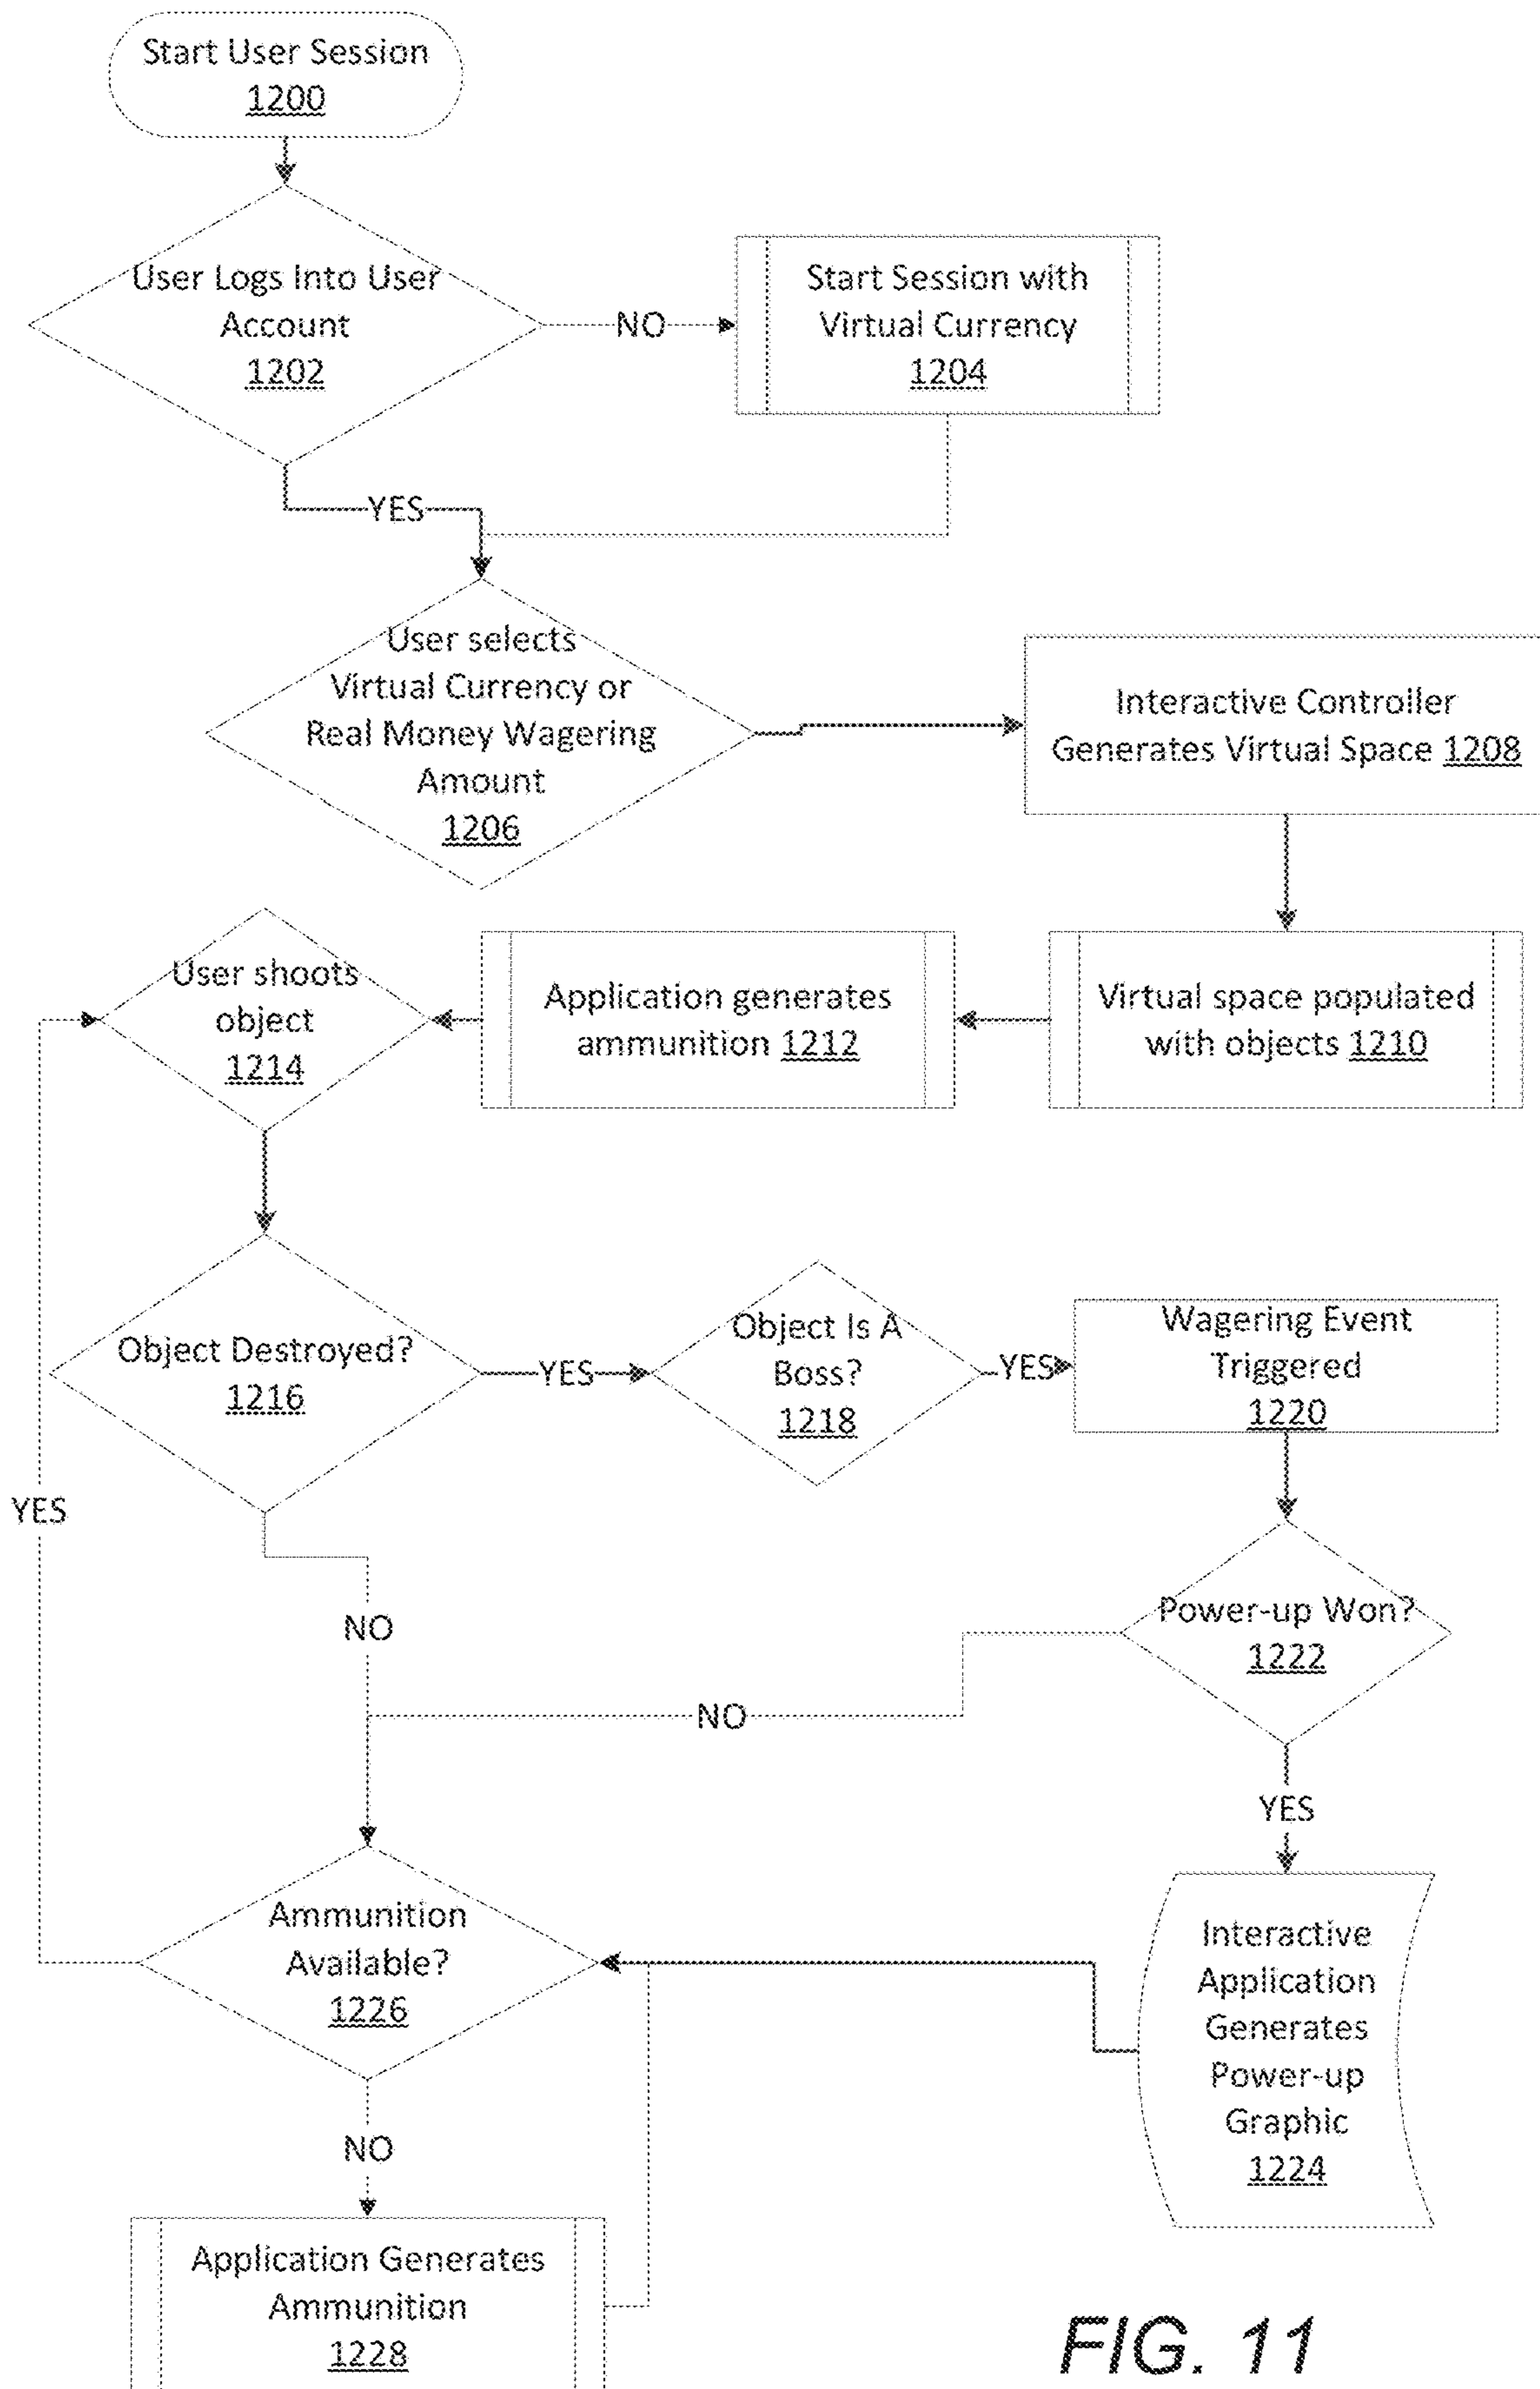 Start User Session
1200
User Logs Into User
Account
1202
NO
Start Session with
Virtual Currency
1204
YES
User selects
Virtual Currency or
Real Money Wagering
Amount
1206
Interactive Controller
Generates Virtual Space 1208
User shoots
object
1214
Application generates
ammunition 1212
Virtual space populated
with objects 1210
Object Destroyed?
1216
YES
Object Is A
Boss?
1218
YES
Wagering Event
Triggered
1220
YES
NO
Power-up Won?
1222
NO
YES
Ammunition
Available?
1226
Interactive
Application
Generates
Power-up
Graphic
1224
NO
Application Generates
Ammunition
1228
FIG. 11